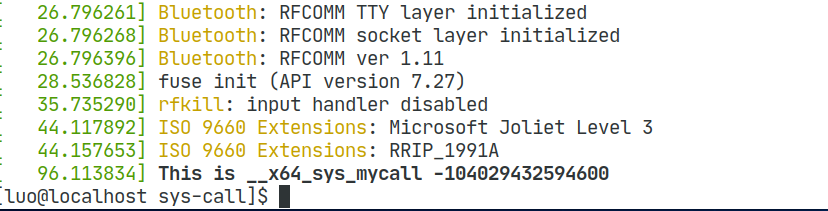 [   26.796261] Bluetooth: RFCOMM TTY layer initialized
[   26.796268] Bluetooth: RFCOMM socket layer initialized
[   26.796396] Bluetooth: RFCOMM ver 1.11
[   28.536828] fuse init (API version 7.27)
[   35.735290] rfkill: input handler disabled
[   44.117892] ISO 9660 Extensions: Microsoft Joliet Level 3
[   44.157653] ISO 9660 Extensions: RRIP_1991A
[   96.113834] This is __x64_sys_mycall -104029432594600
[luo@localhost sys-call]$